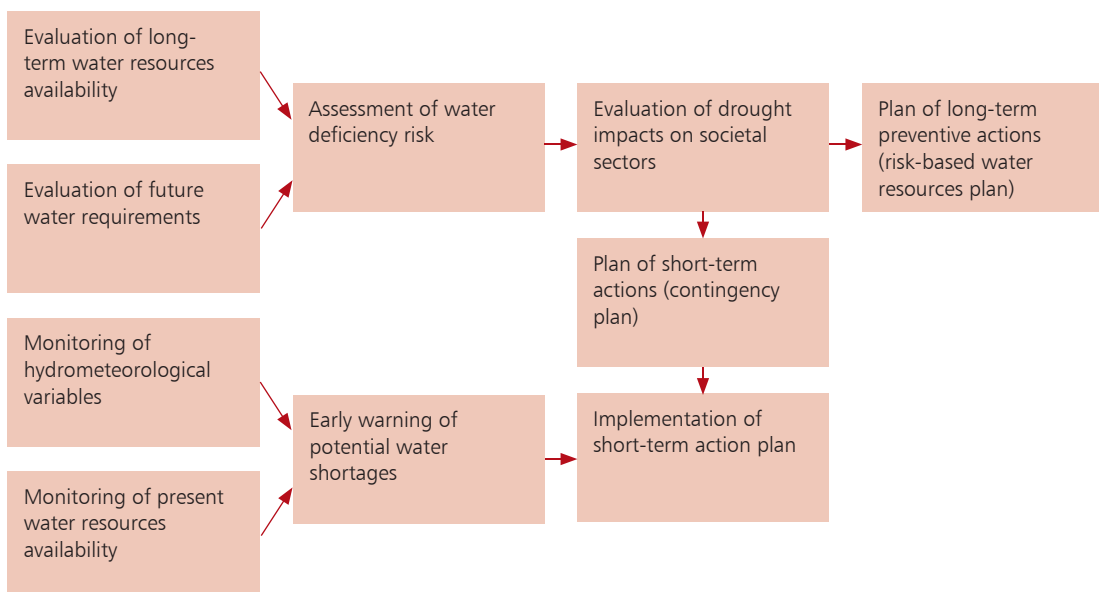 Evaluation of long-
term water resources
availability
Evaluation of future
water requirements
Monitoring of
hydrometeorological
variables
Monitoring of present
water resources
availability
Assessment of water
deficiency risk
Early warning of
potential water
shortages
Evaluation of drought
impacts on societal
sectors
Plan of short-term
actions (contingency
plan)
Implementation of
short-term action plan
Plan of long-term
preventive actions
(risk-based water
resources plan)